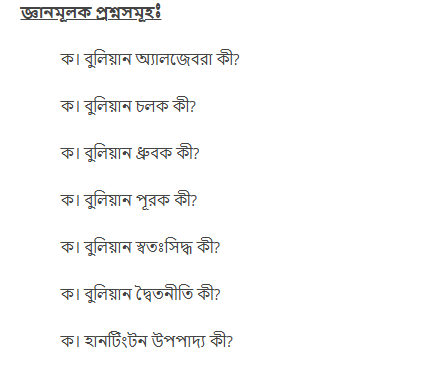 জ্ঞানমূলক প্রশ্নসমূহঃ
ক। বুলিয়ান অ্যালজেবরা কী?
ক। বুলিয়ান চলক কী?
ক। বুলিয়ান ধ্রুবক কী?
ক। বুলিয়ান পূরক কী?
ক। বুলিয়ান স্বতঃসিদ্ধ কী?
ক। বুলিয়ান দ্বৈতনীতি কী?
ক। হানটিংটন উপপাদ্য কী?